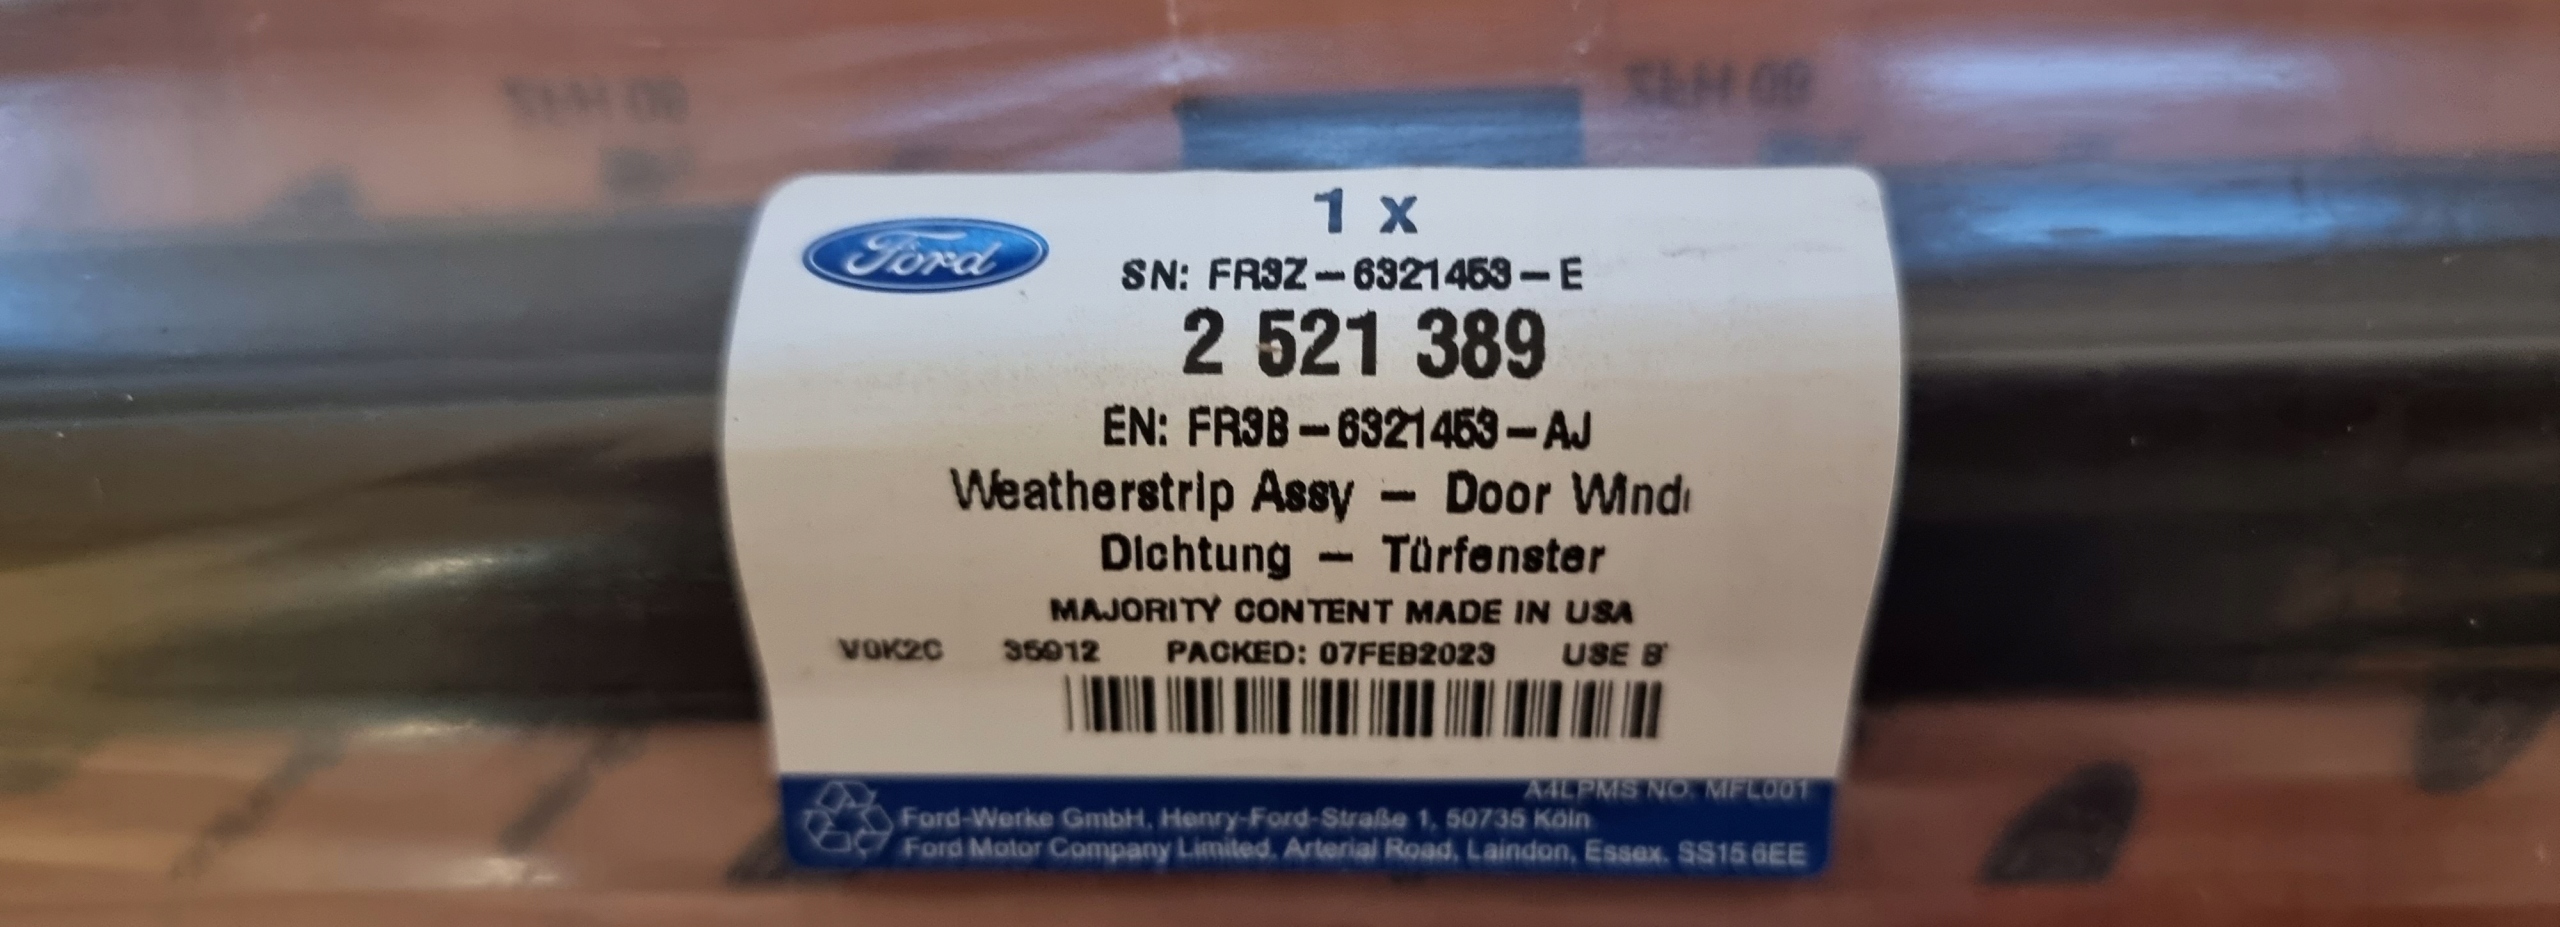 1 x
Ford
SN: FR3Z-6321453-E
2 521 389
EN: FR3B-6321453-AJ
Weatherstrip Assy - Door Wind
Dichtung - Türfenster
MAJORITY CONTENT MADE IN USA
V0K2C 35912 PACKED: 07FEB2023 USE B
A4LPMS NO. MFL001
Ford-Werke GmbH, Henry-Ford-Straße 1, 50735 Köln
Ford Motor Company Limited, Arterial Road, Laindon, Essex. SS15 6EE